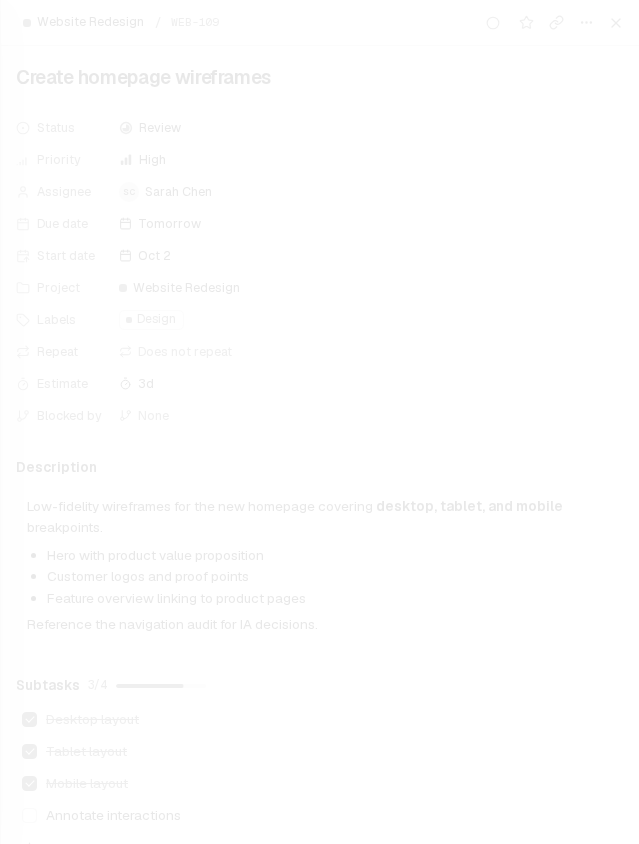 Website Redesign / WEB-109
Create homepage wireframes
Status Review
Priority High
Assignee SC Sarah Chen
Due date Tomorrow
Start date Oct 2
Project Website Redesign
Labels Design
Repeat Does not repeat
Estimate 3d
Blocked by None
Description
Low-fidelity wireframes for the new homepage covering desktop, tablet, and mobile
breakpoints.
Hero with product value proposition
Customer logos and proof points
Feature overview linking to product pages
Reference the navigation audit for IA decisions.
Subtasks 3/4
Desktop layout
Tablet layout
Mobile layout
Annotate interactions